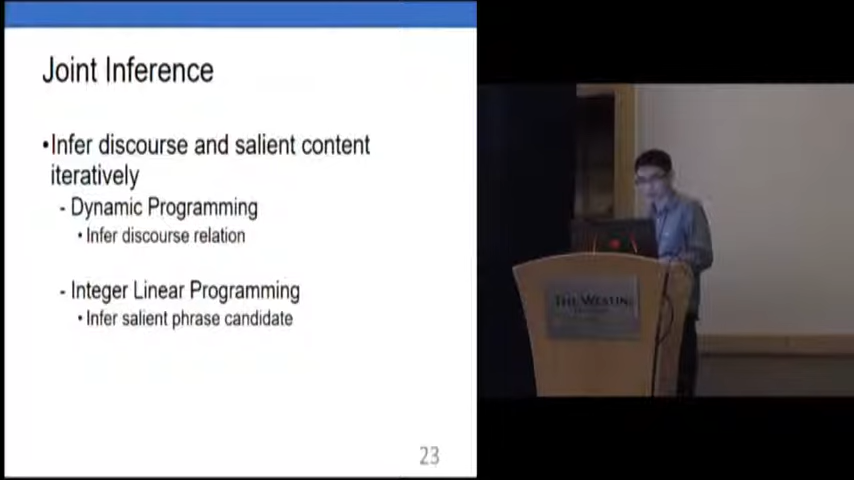 Joint Inference
•Infer discourse and salient content
iteratively
- Dynamic Programming
•Infer discourse relation
- Integer Linear Programming
•Infer salient phrase candidate
23
THE WESTIN